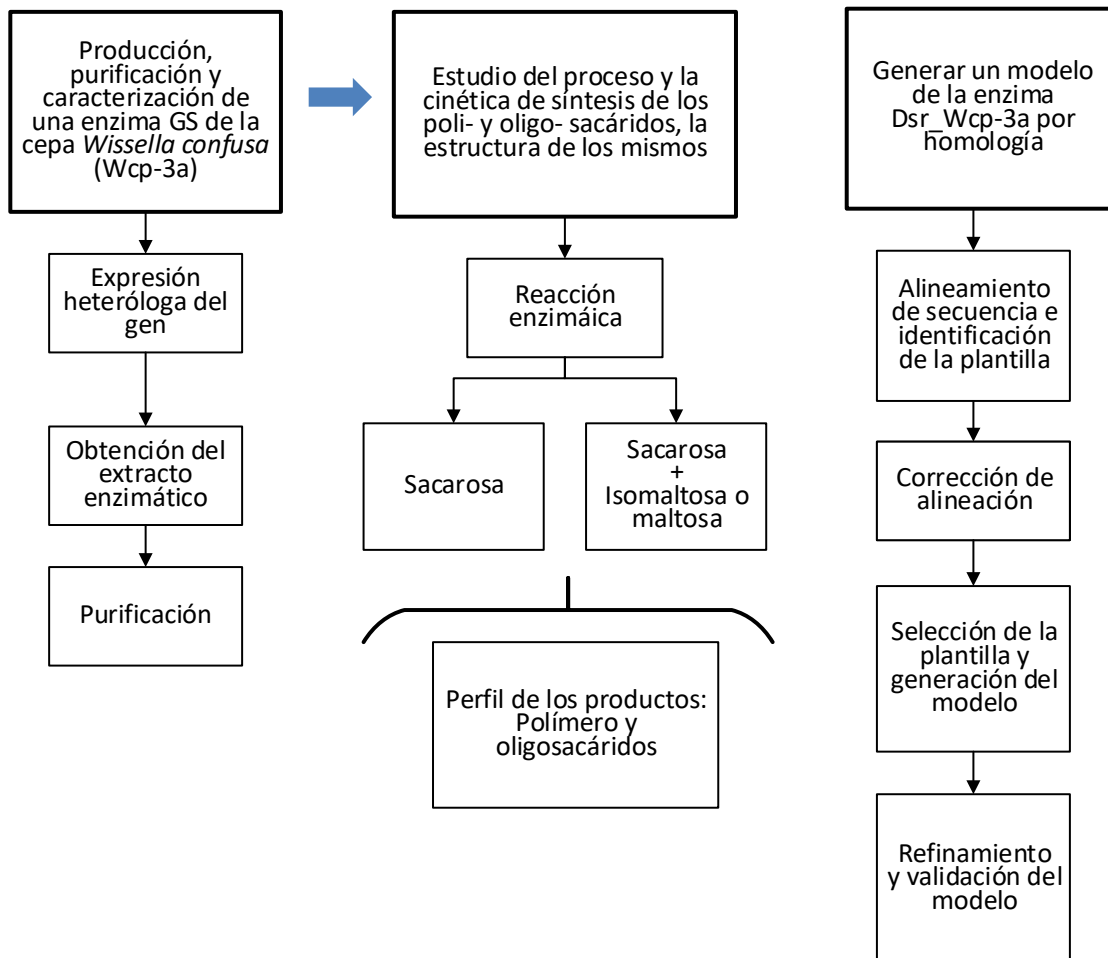 Producción,
purificación y
caracterización de
una enzima GS de la
cepa Wissella confusa
(Wcp-3a)
Expresión
heteróloga del
gen
Obtención del
extracto
enzimático
Purificación
Estudio del proceso y la
cinética de síntesis de los
poli- y oligo- sacáridos, la
estructura de los mismos
Reacción
enzimáica
Sacarosa
Sacarosa
+
Isomaltosa o
maltosa
Perfil de los productos:
Polímero y
oligosacáridos
Generar un modelo
de la enzima
Dsr_Wcp-3a por
homología
Alineamiento
de secuencia e
identificación
de la plantilla
Corrección de
alineación
Selección de la
plantilla y
generación del
modelo
Refinamiento
y validación del
modelo